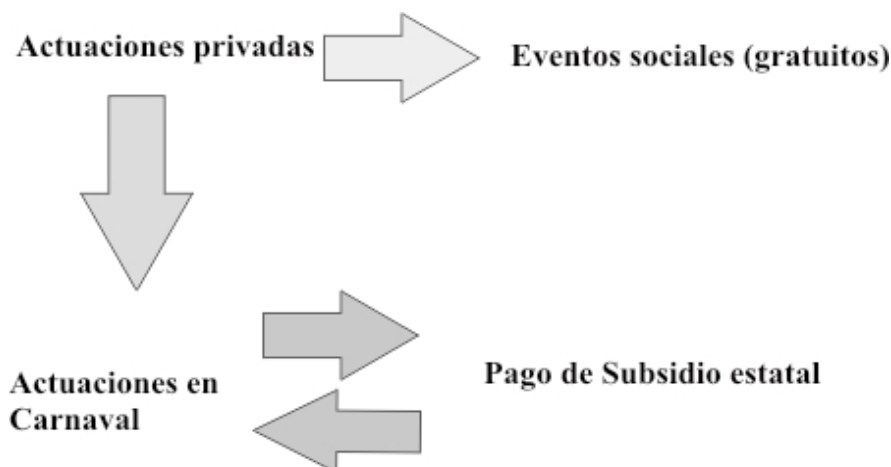 Actuaciones privadas
Eventos sociales (gratuitos)
Actuaciones en
Carnaval
Pago de Subsidio estatal